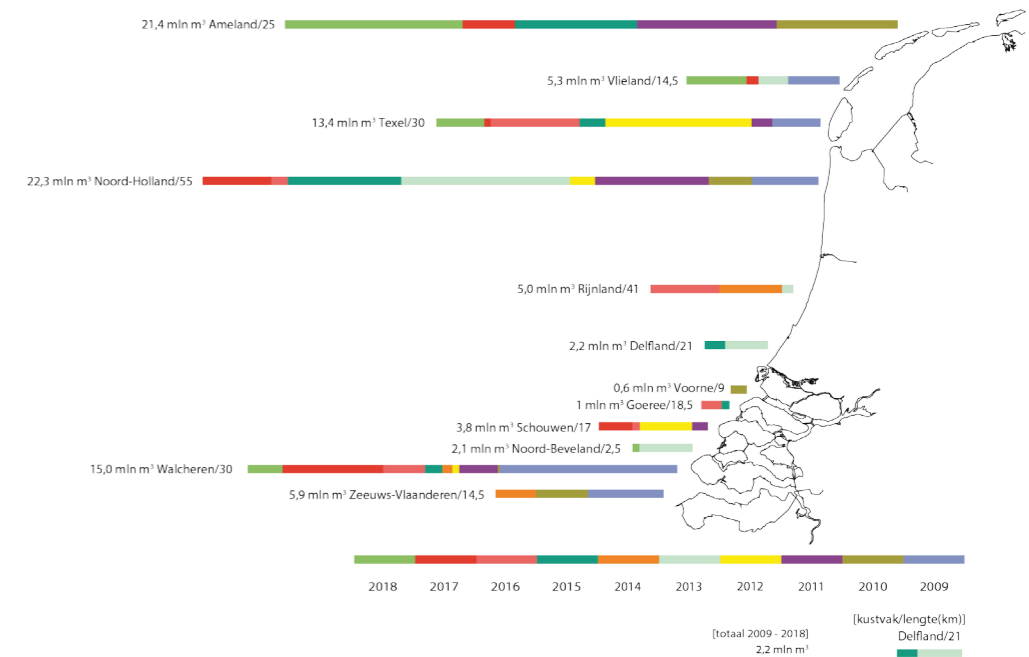 21,4 mln m³ Ameland/25
5,3 mln m³ Vlieland/14,5
13,4 mln m³ Texel/30
22,3 mln m³ Noord-Holland/55
5,0 mln m³ Rijnland/41
2,2 mln m³ Delfland/21
0,6 mln m³ Voorne/9
1 mln m³ Goeree/18,5
3,8 mln m³ Schouwen/17
2,1 mln m³ Noord-Beveland/2,5
15,0 mln m³ Walcheren/30
5,9 mln m³ Zeeuws-Vlaanderen/14,5
2018 2017 2016 2015 2014 2013 2012 2011 2010 2009
[kustvak/lengte(km)]
[totaal 2009 - 2018] Delfland/21
2,2 mln m³